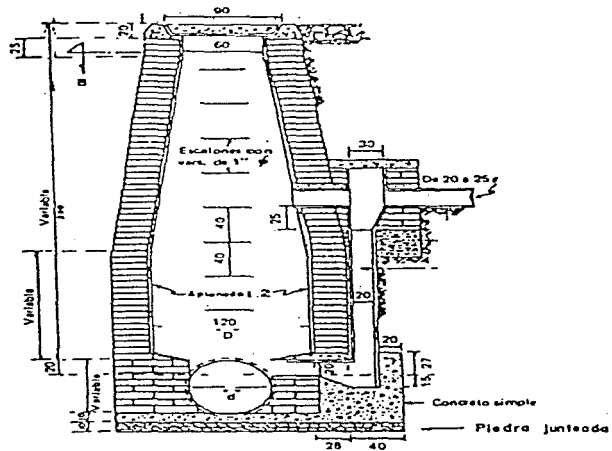 90
20
25
60
B
30
Escalones con
vars. de 1" φ
De 20 a 25 φ
Variable
25
40
40
Variable
Aplanado 1:2
20
120
"D"
20
20
20
27
15
"d"
Variable
Concreto simple
Piedra junteada
28
40